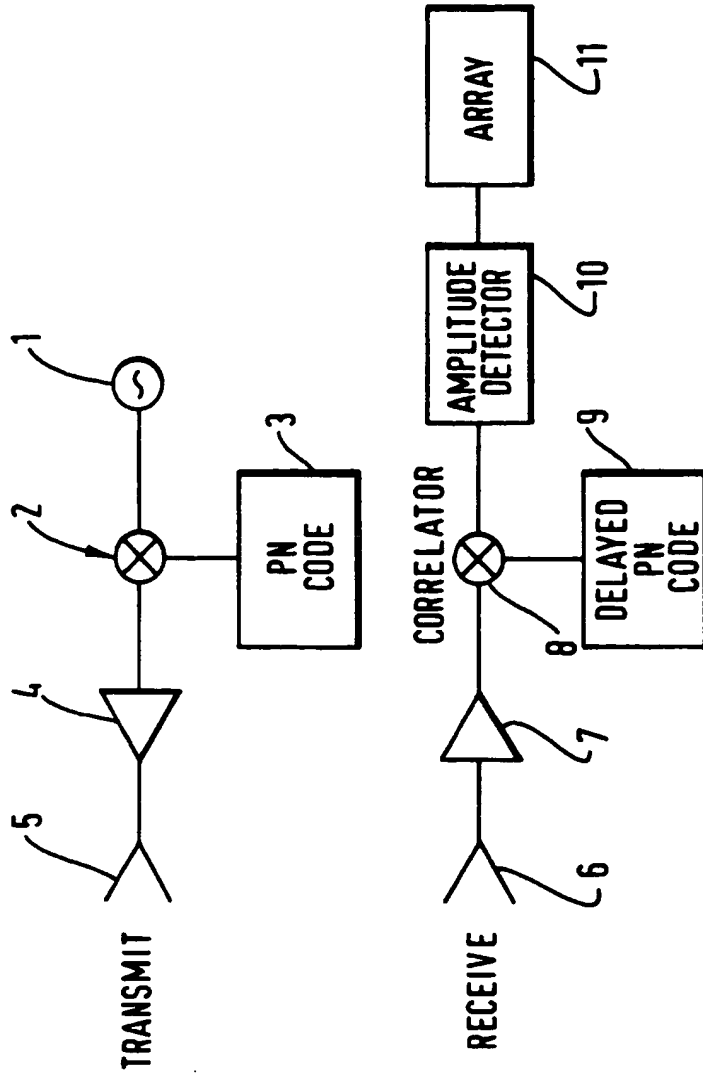 TRANSMIT
5
4
2
1
PN
CODE
3
RECEIVE
6
7
CORRELATOR
8
DELAYED
PN
CODE
9
AMPLITUDE
DETECTOR
10
ARRAY
11